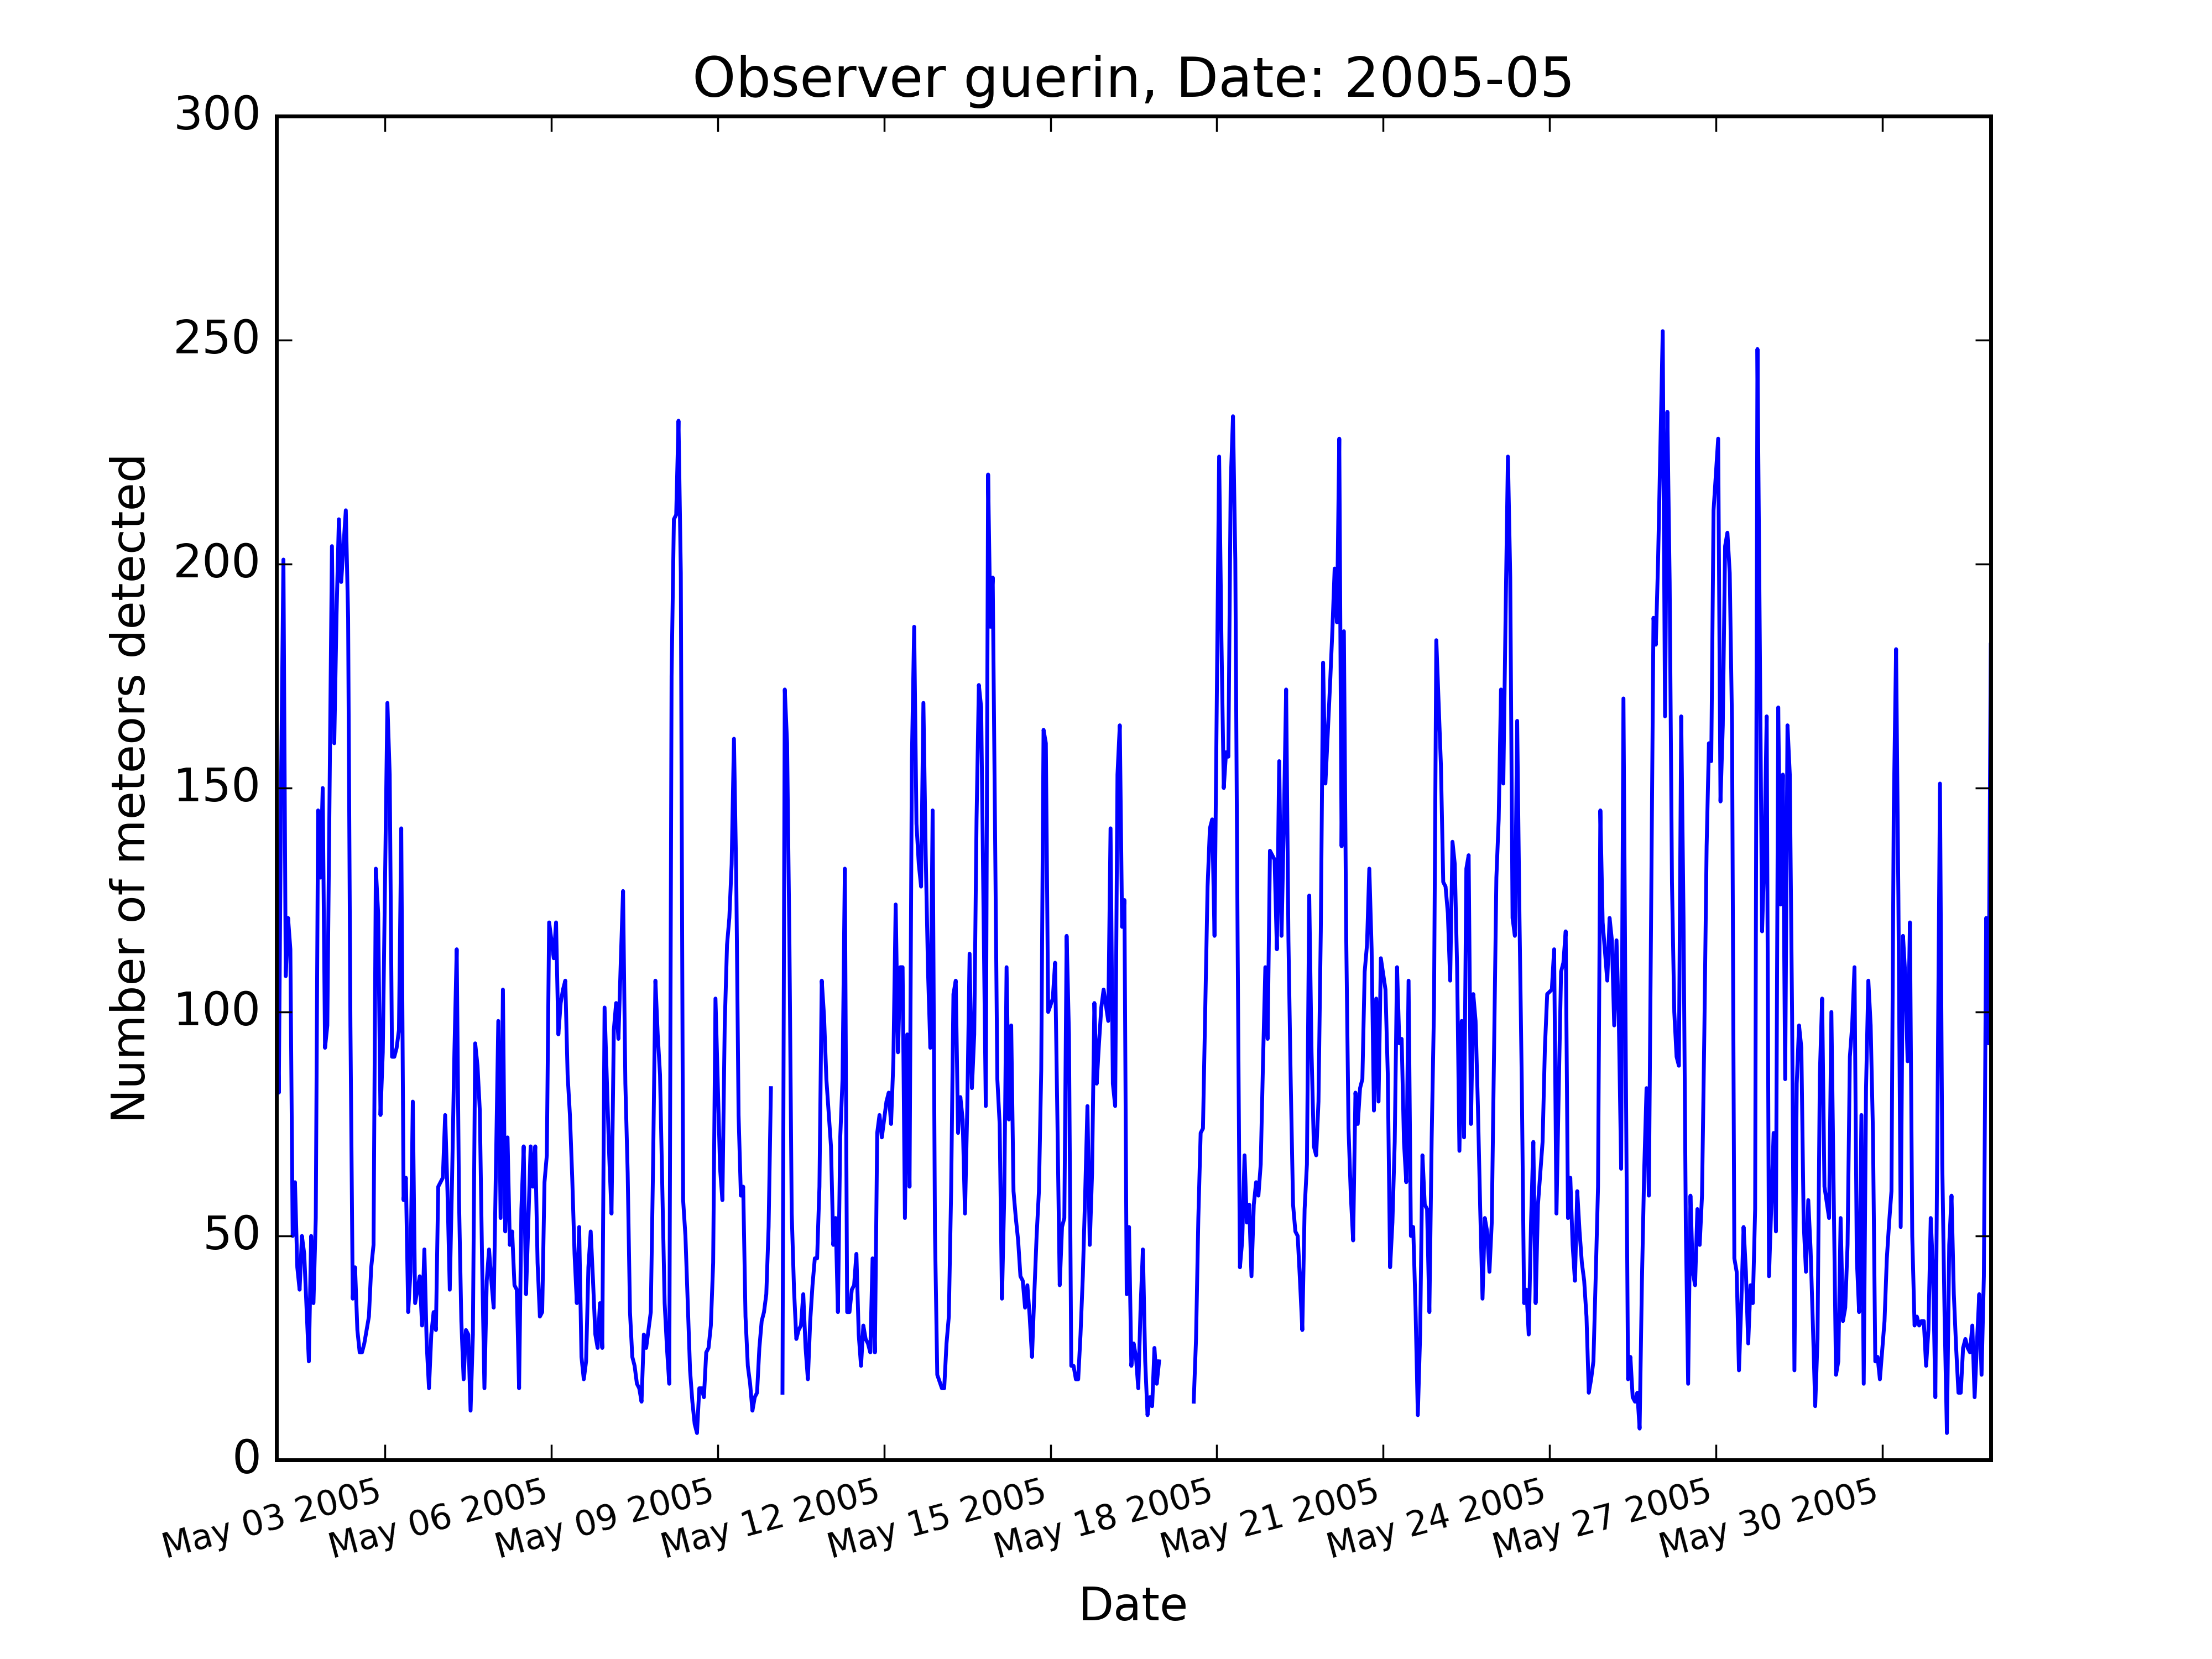 Observer guerin, Date: 2005-05
300
250
200
150
100
50
0
Number of meteors detected
May 03 2005
May 06 2005
May 09 2005
May 12 2005
May 15 2005
May 18 2005
May 21 2005
May 24 2005
May 27 2005
May 30 2005
Date